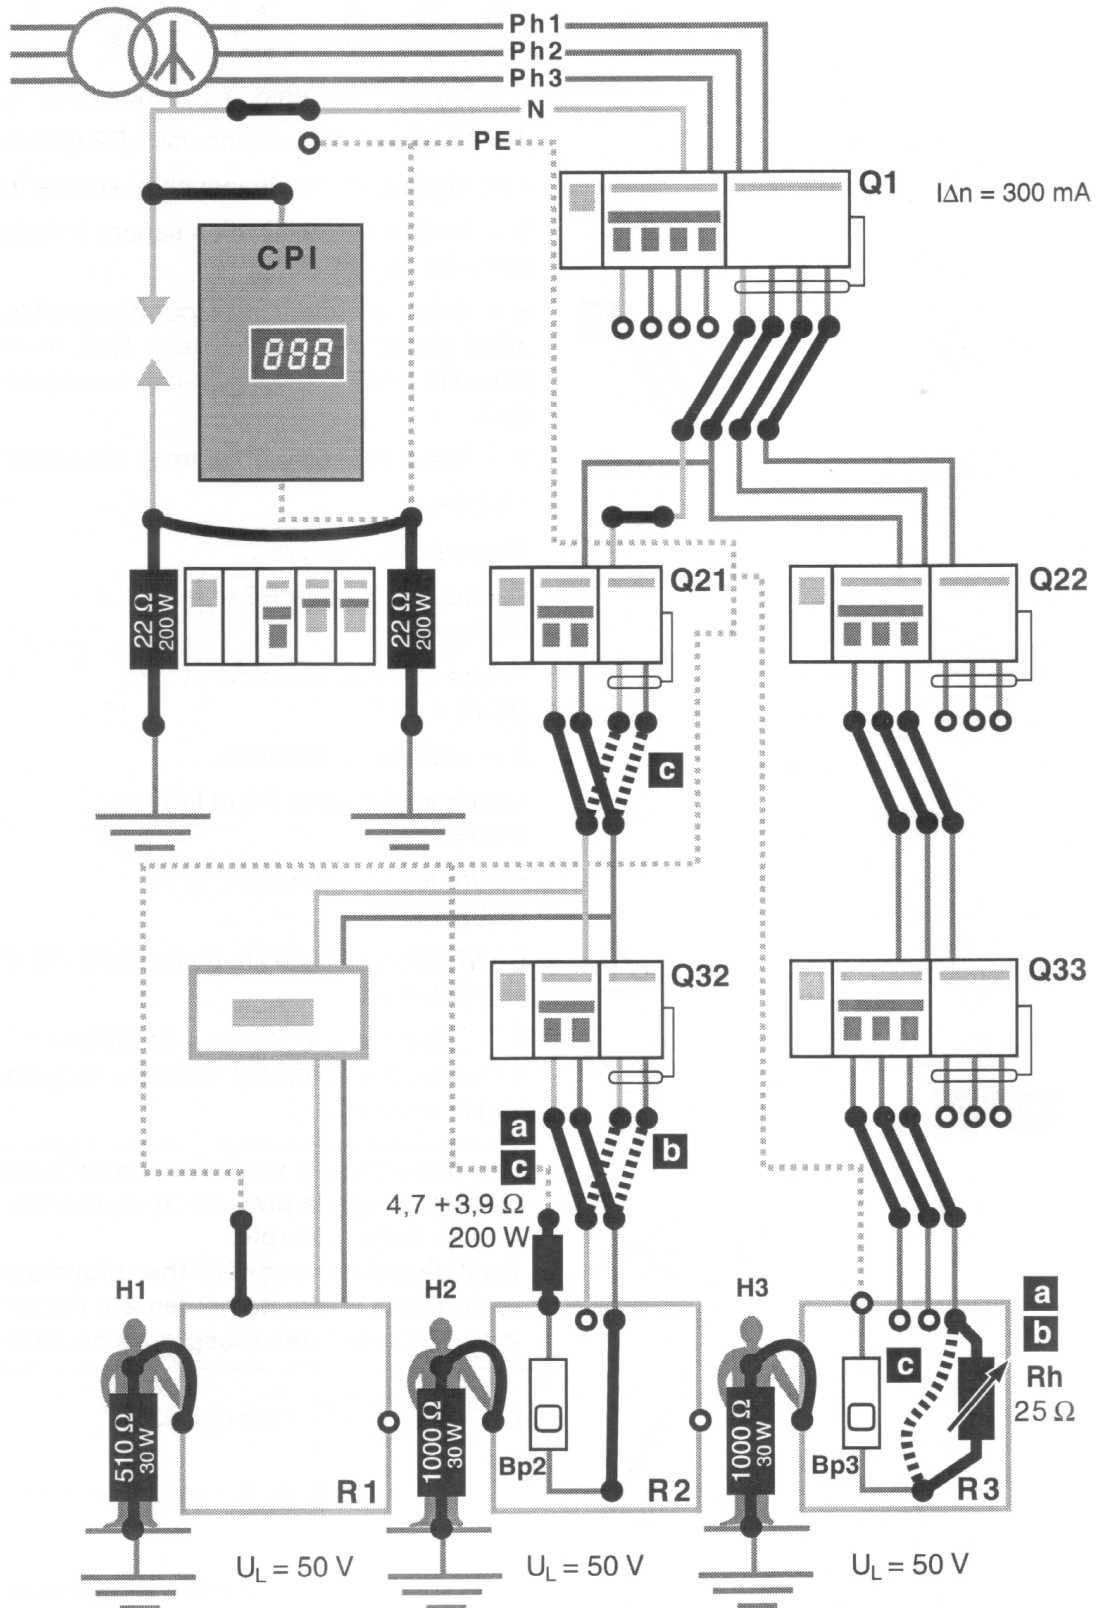 Ph1
Ph2
Ph3
N
PE
Q1
IΔn = 300 mA
CPI
888
Q21
Q22
22 Ω
200 W
22 Ω
200 W
c
Q32
Q33
a
c
b
4,7 + 3,9 Ω
200 W
H1
H2
H3
a
b
c
Rh
25 Ω
510 Ω
30 W
1000 Ω
30 W
1000 Ω
30 W
Bp2
Bp3
R1
R2
R3
UL = 50 V
UL = 50 V
UL = 50 V